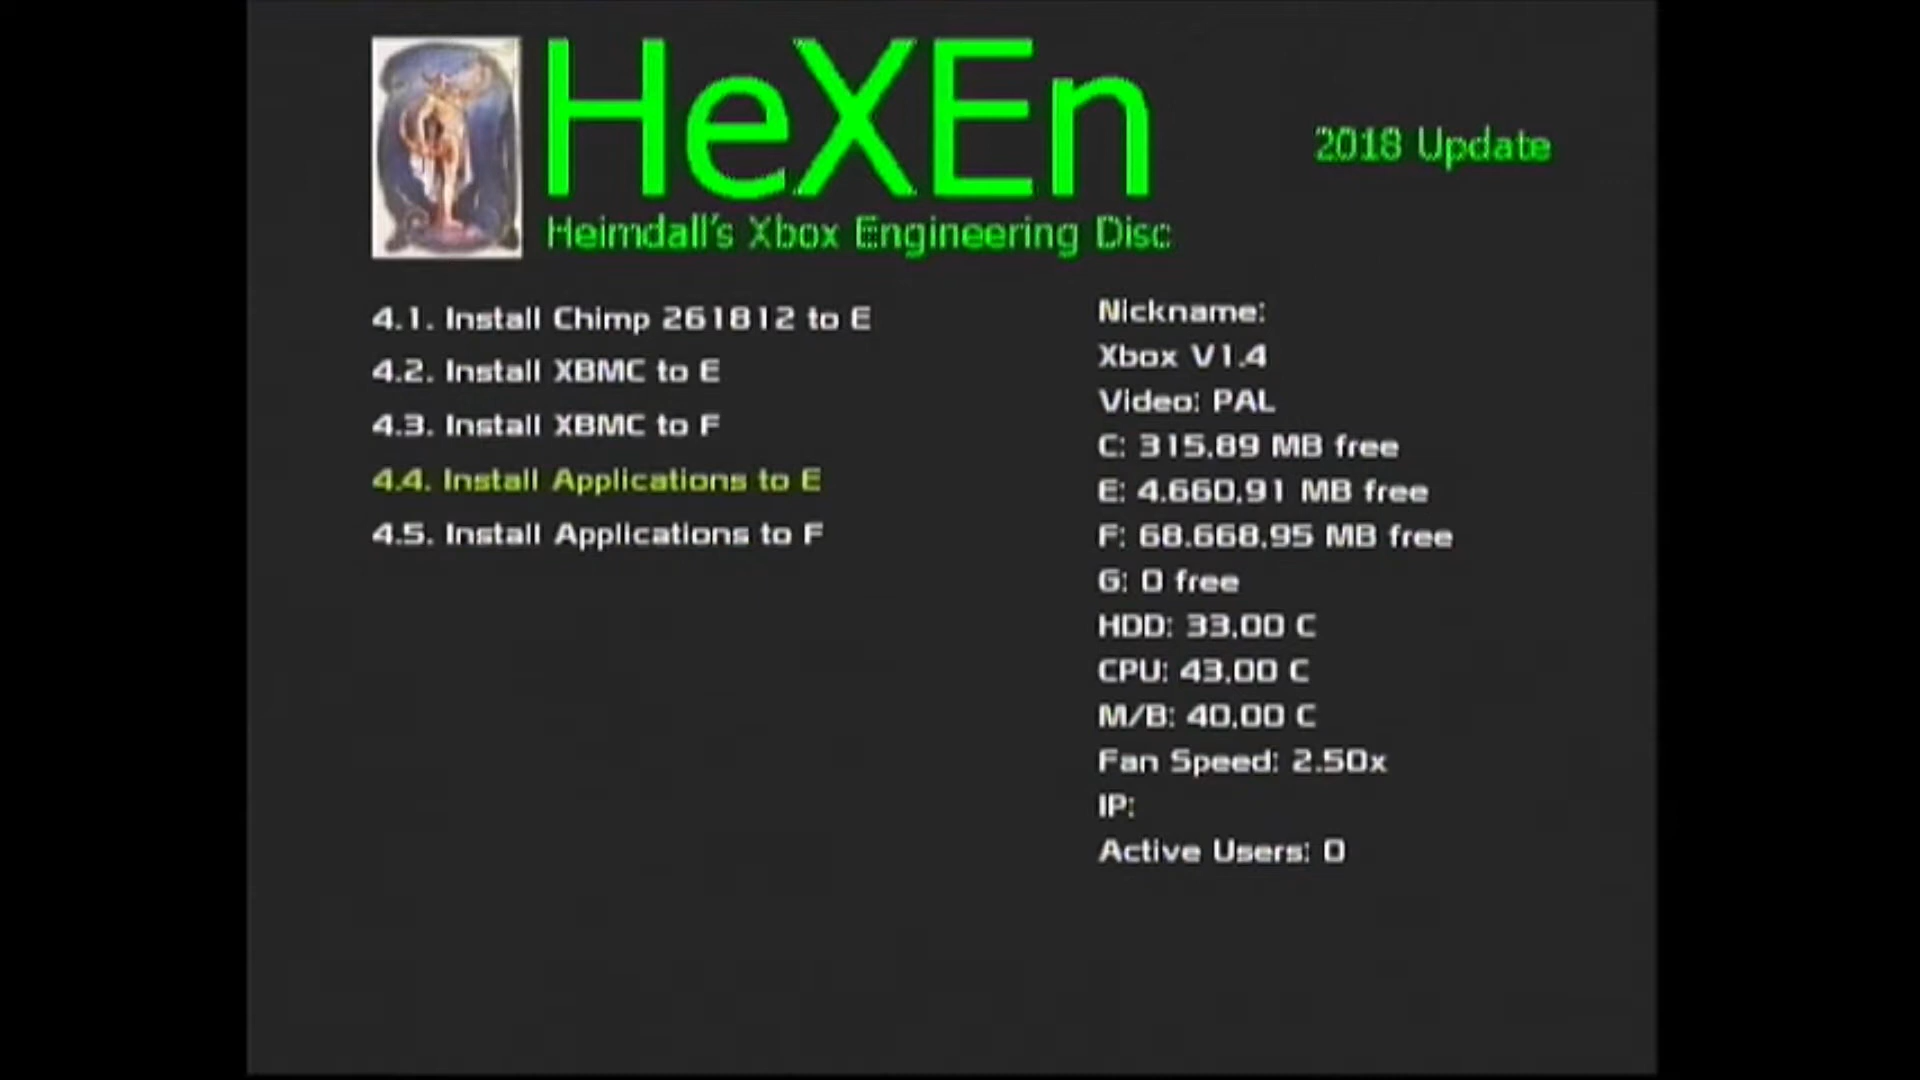 HeXEn
2018 Update
Heimdall's Xbox Engineering Disc
4.1. Install Chimp 261812 to E
4.2. Install XBMC to E
4.3. Install XBMC to F
4.4. Install Applications to E
4.5. Install Applications to F
Nickname:
Xbox V1.4
Video: PAL
C: 315,89 MB free
E: 4.660,91 MB free
F: 68.668,95 MB free
G: 0 free
HDD: 33,00 C
CPU: 43,00 C
M/B: 40,00 C
Fan Speed: 2.50x
IP:
Active Users: 0